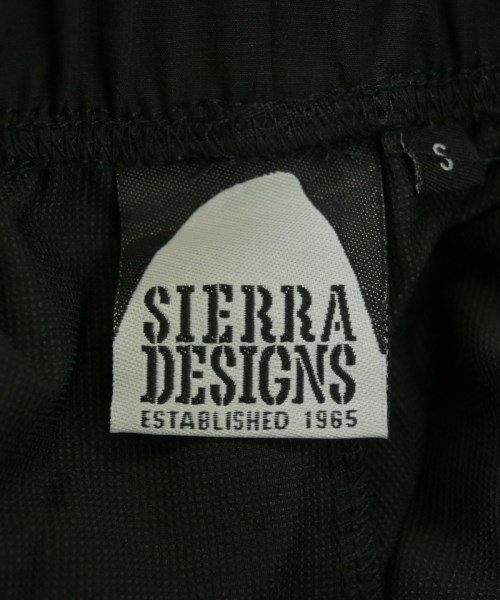 S
SIERRA
DESIGNS
ESTABLISHED 1965